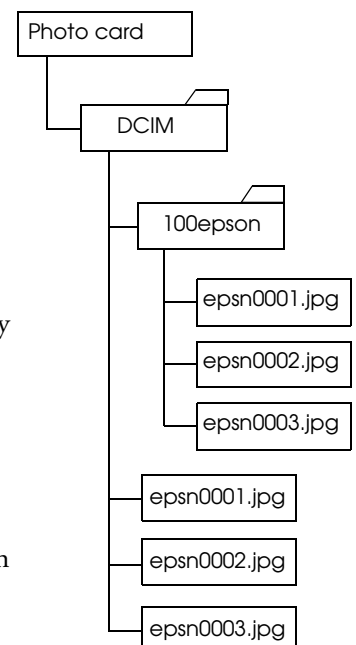 Photo card
DCIM
100epson
epsn0001.jpg
y
epsn0002.jpg
epsn0003.jpg
epsn0001.jpg
n
epsn0002.jpg
epsn0003.jpg